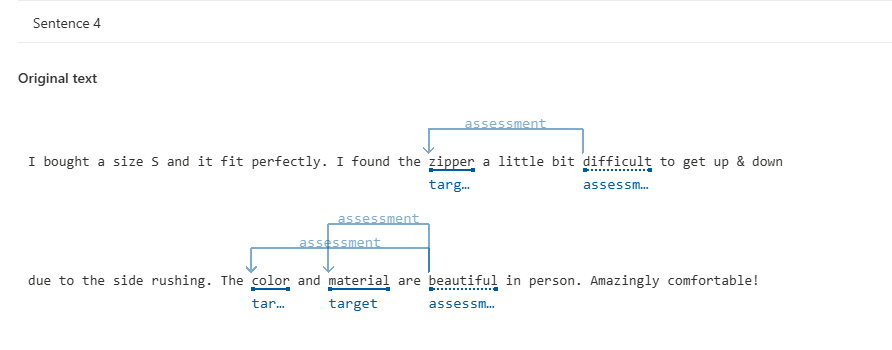 Sentence 4
Original text
assessment
I bought a size S and it fit perfectly. I found the zipper a little bit difficult to get up & down
targ… assessm…
assessment
assessment
due to the side rushing. The color and material are beautiful in person. Amazingly comfortable!
tar… target assessm…